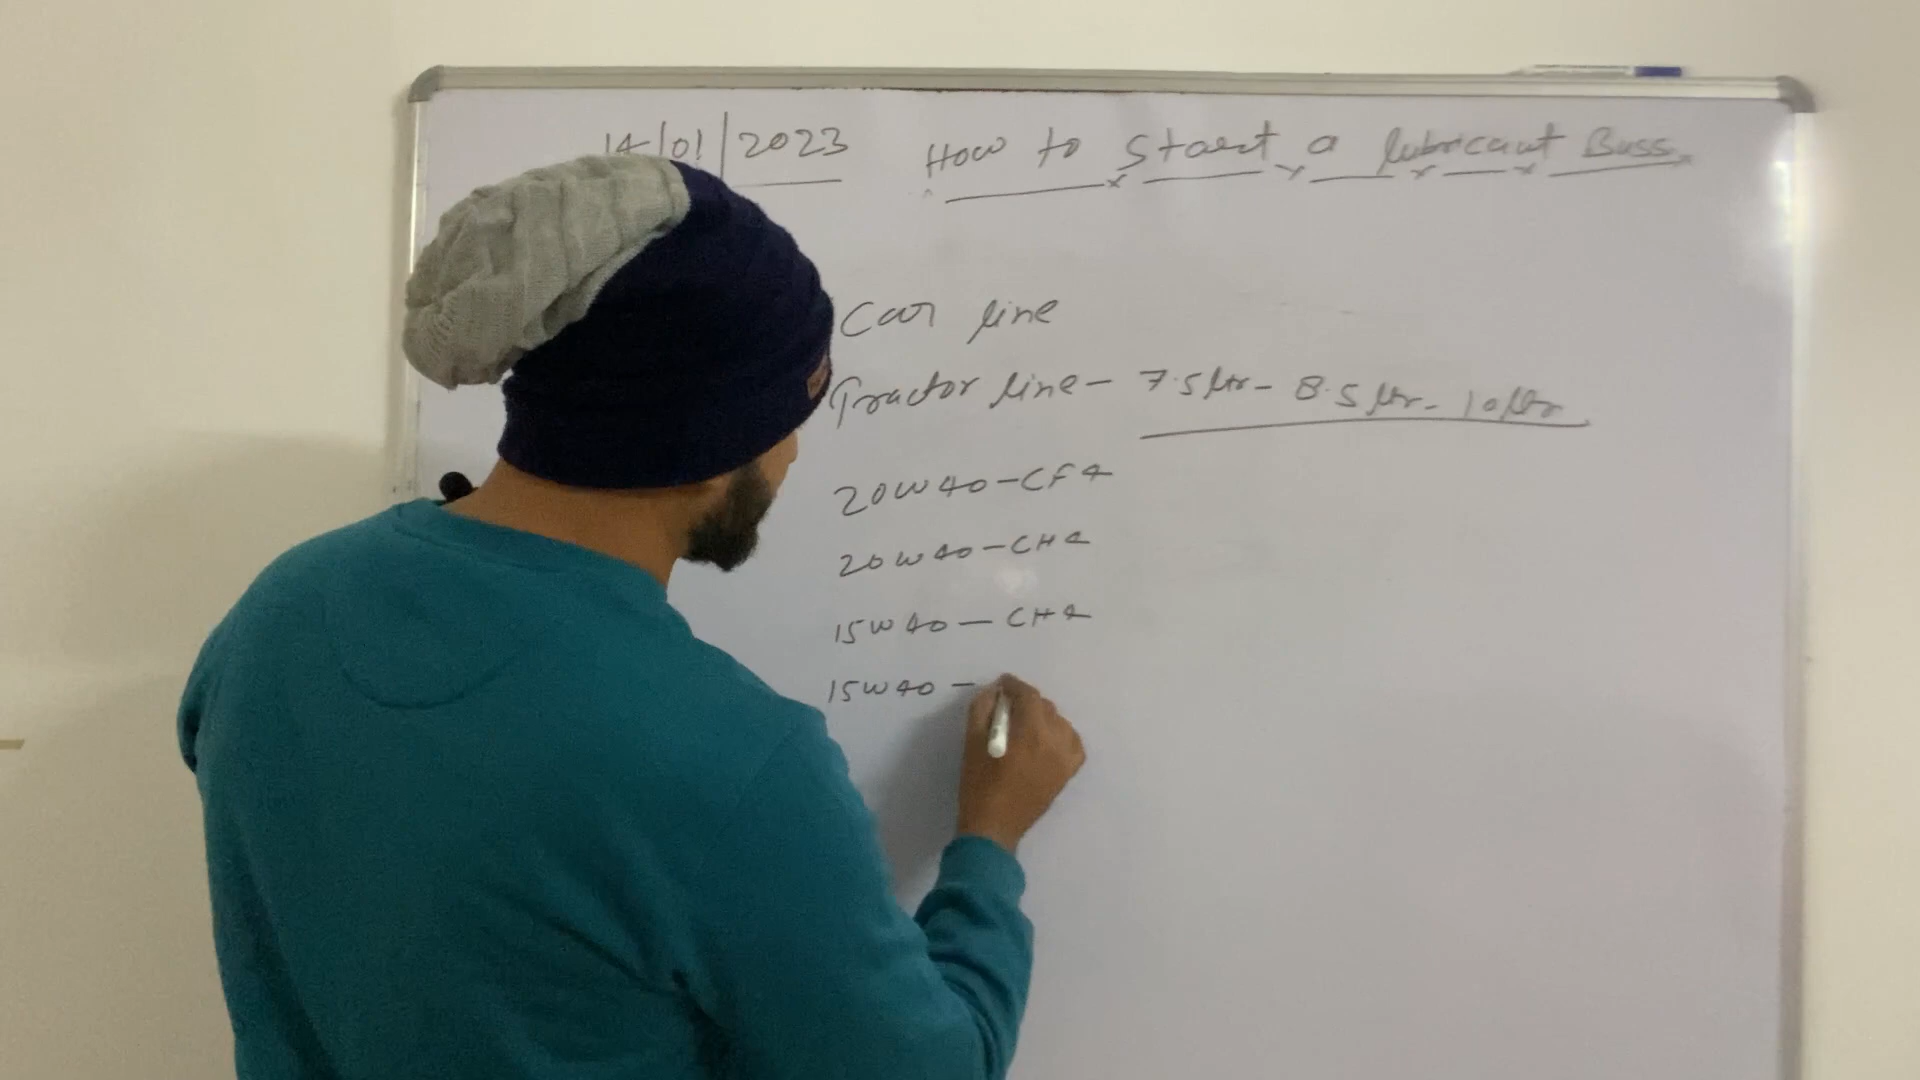 14/01/2023 How to Start a lubricant Buss.
Car line
Tractor line - 7.5 ltr - 8.5 ltr - 10 ltr
20W40 - CF4
20W40 - CH4
15W40 - CH4
15W40 -